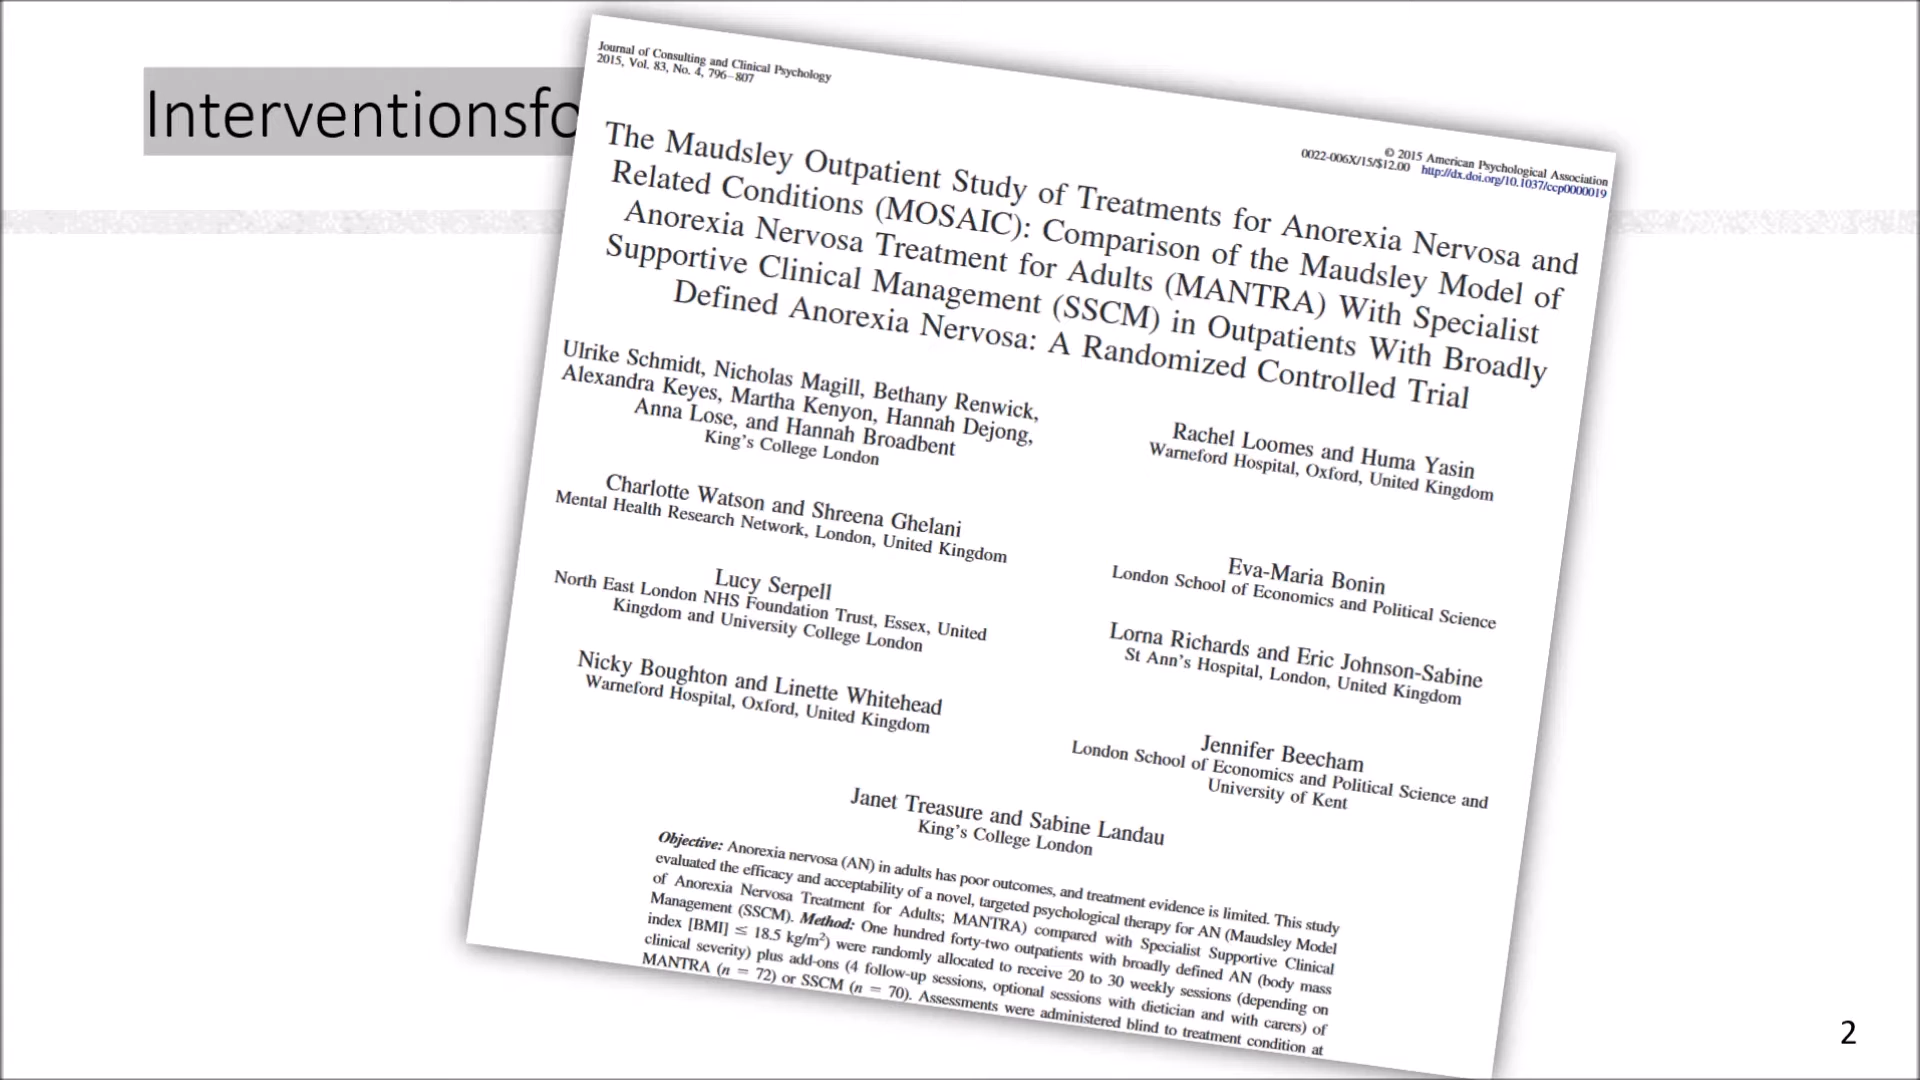 Interventionsfo
Journal of Consulting and Clinical Psychology
2015, Vol. 83, No. 4, 796–807
© 2015 American Psychological Association
0022-006X/15/$12.00 http://dx.doi.org/10.1037/ccp0000019
The Maudsley Outpatient Study of Treatments for Anorexia Nervosa and
Related Conditions (MOSAIC): Comparison of the Maudsley Model of
Anorexia Nervosa Treatment for Adults (MANTRA) With Specialist
Supportive Clinical Management (SSCM) in Outpatients With Broadly
Defined Anorexia Nervosa: A Randomized Controlled Trial
Ulrike Schmidt, Nicholas Magill, Bethany Renwick,
Alexandra Keyes, Martha Kenyon, Hannah Dejong,
Anna Lose, and Hannah Broadbent
King's College London
Rachel Loomes and Huma Yasin
Warneford Hospital, Oxford, United Kingdom
Charlotte Watson and Shreena Ghelani
Mental Health Research Network, London, United Kingdom
Eva-Maria Bonin
London School of Economics and Political Science
Lucy Serpell
North East London NHS Foundation Trust, Essex, United
Kingdom and University College London
Lorna Richards and Eric Johnson-Sabine
St Ann's Hospital, London, United Kingdom
Nicky Boughton and Linette Whitehead
Warneford Hospital, Oxford, United Kingdom
Jennifer Beecham
London School of Economics and Political Science and
University of Kent
Janet Treasure and Sabine Landau
King's College London
Objective: Anorexia nervosa (AN) in adults has poor outcomes, and treatment evidence is limited. This study
evaluated the efficacy and acceptability of a novel, targeted psychological therapy for AN (Maudsley Model
of Anorexia Nervosa Treatment for Adults; MANTRA) compared with Specialist Supportive Clinical
Management (SSCM). Method: One hundred forty-two outpatients with broadly defined AN (body mass
index [BMI] ≤ 18.5 kg/m²) were randomly allocated to receive 20 to 30 weekly sessions (depending on
clinical severity) plus add-ons (4 follow-up sessions, optional sessions with dietician and with carers) of
MANTRA (n = 72) or SSCM (n = 70). Assessments were administered blind to treatment condition at
2